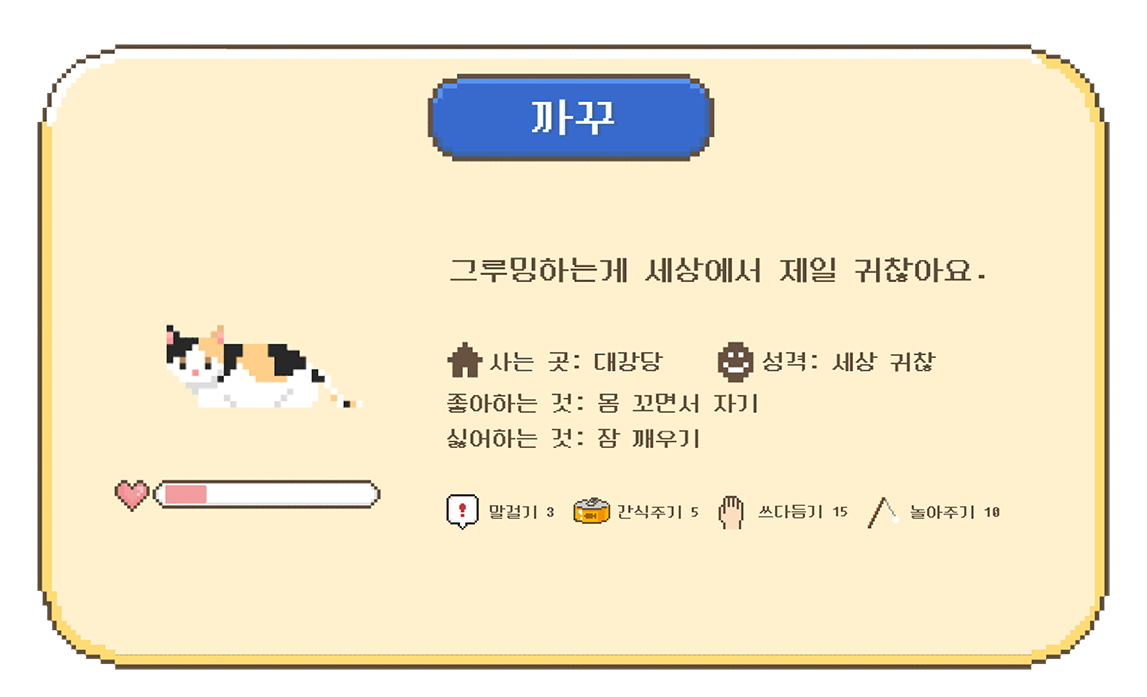 까꾸
그루밍하는게 세상에서 제일 귀찮아요.
사는 곳: 대강당 성격: 세상 귀찮
좋아하는 것: 몸 꼬면서 자기
싫어하는 것: 잠 깨우기
말걸기 3 간식주기 5 쓰다듬기 15 놀아주기 10